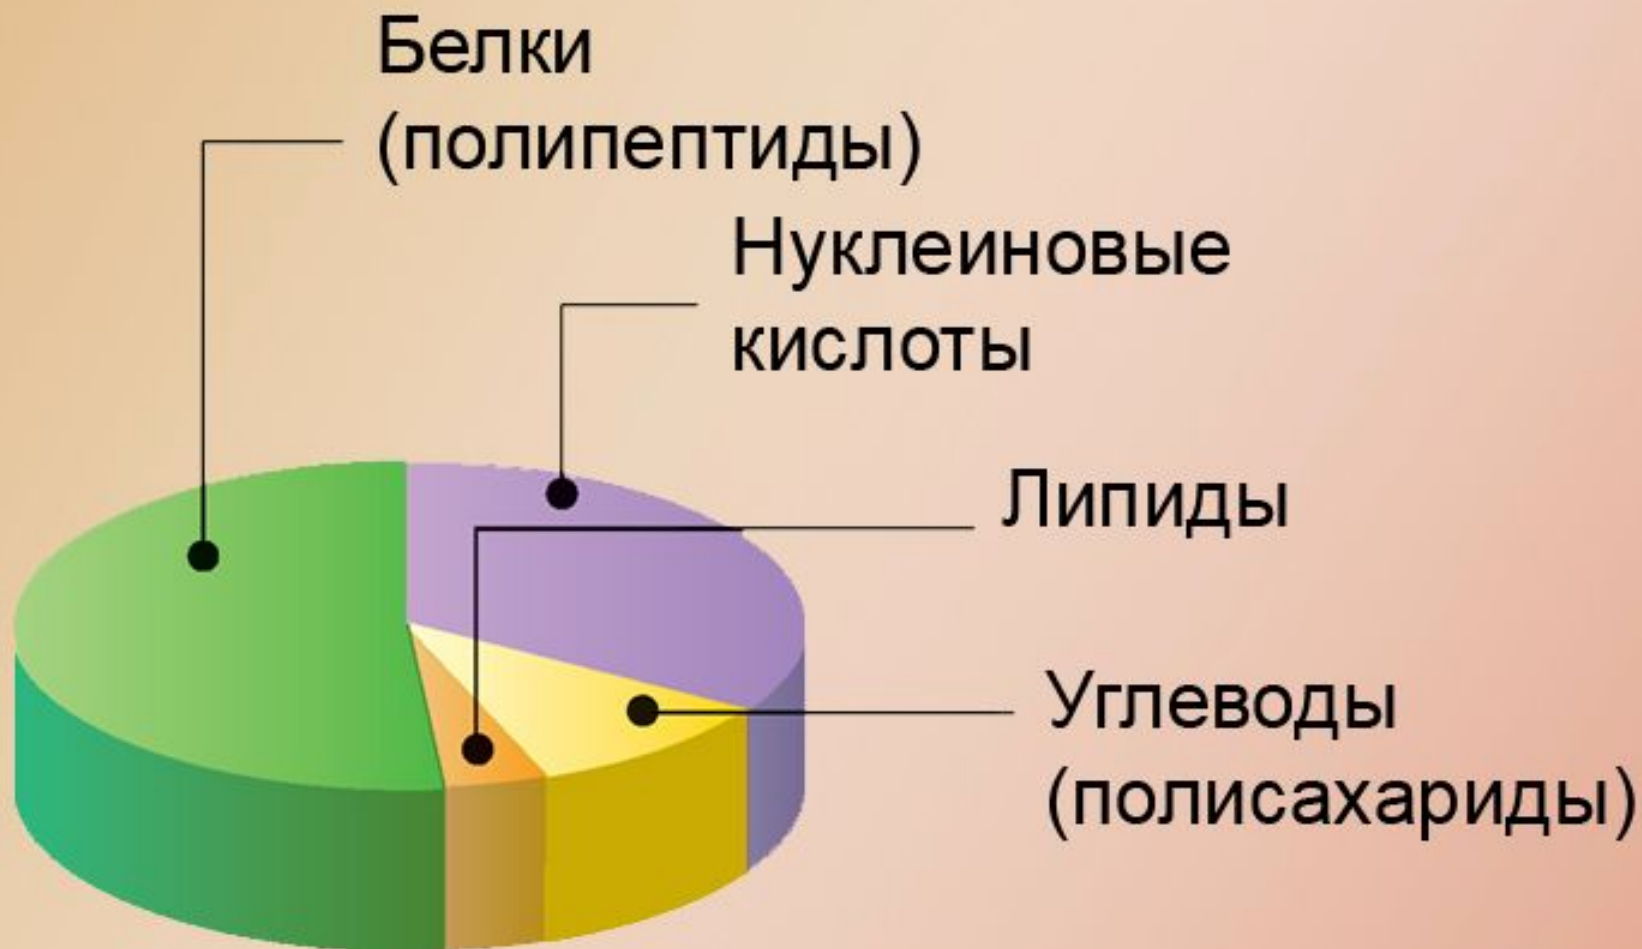 Белки
(полипептиды)
Нуклеиновые
кислоты
Липиды
Углеводы
(полисахариды)